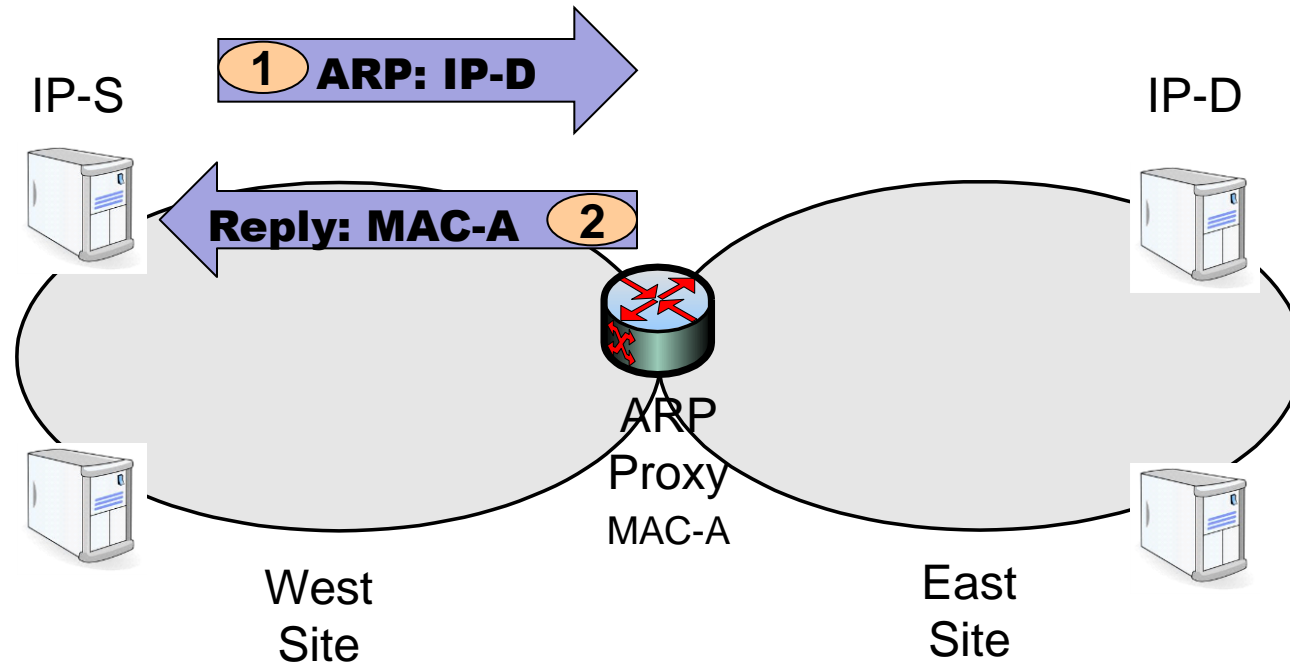 1 ARP: IP-D
IP-S
IP-D
Reply: MAC-A 2
ARP
Proxy
MAC-A
West
Site
East
Site